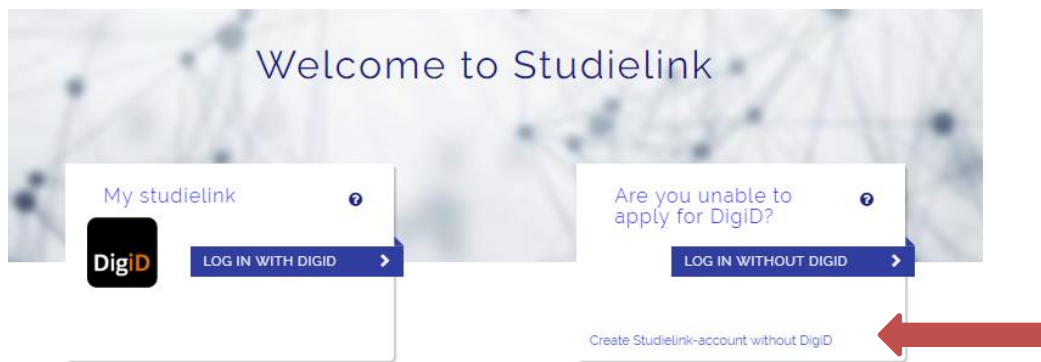 Welcome to Studielink
My studielink
DigiD
LOG IN WITH DIGID
Are you unable to
apply for DigiD?
LOG IN WITHOUT DIGID
Create Studielink-account without DigiD